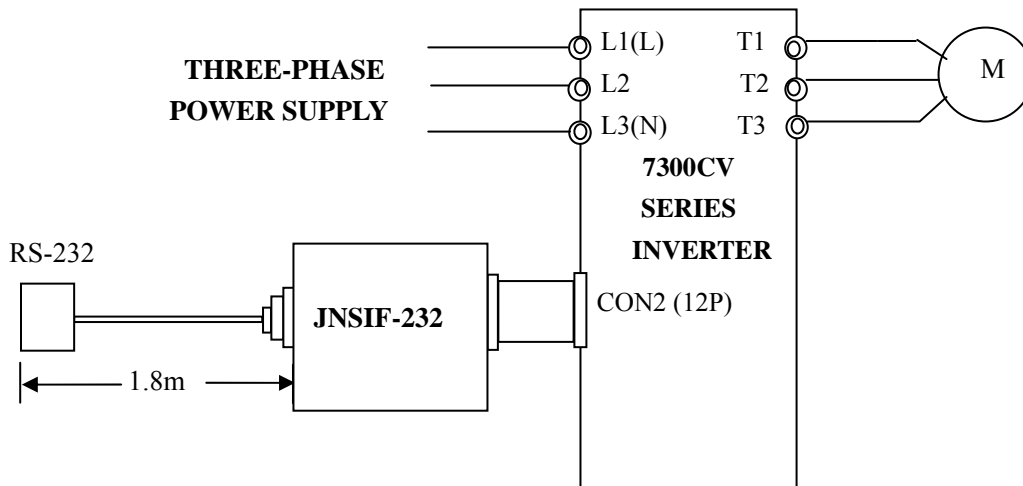 THREE-PHASE
POWER SUPPLY
L1(L)
L2
L3(N)
T1
T2
T3
M
7300CV
SERIES
INVERTER
RS-232
JNSIF-232
CON2 (12P)
1.8m